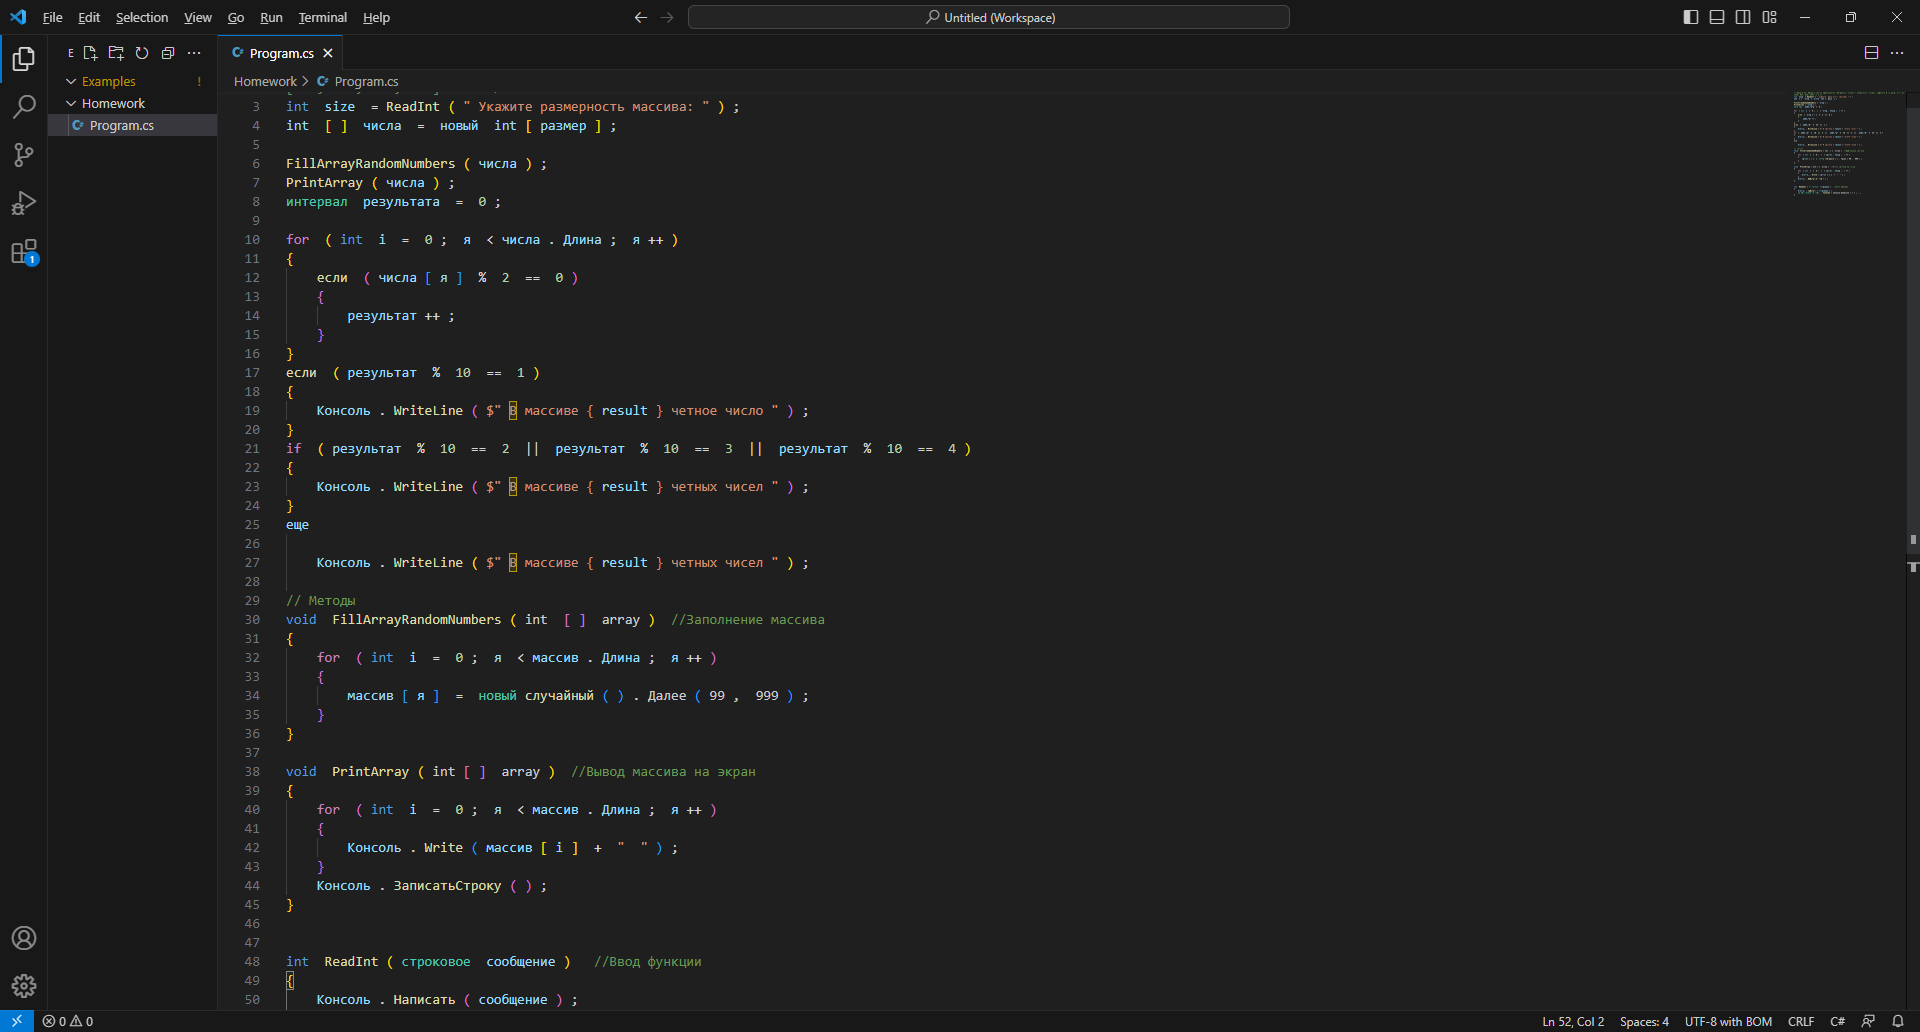 File Edit Selection View Go Run Terminal Help
Untitled (Workspace)
E
Program.cs
Examples !
Homework > Program.cs
Homework
Program.cs
1
3 int size = ReadInt ( " Укажите размерность массива: " ) ;
4 int [ ] числа = новый int [ размер ] ;
5
6 FillArrayRandomNumbers ( числа ) ;
7 PrintArray ( числа ) ;
8 интервал результата = 0 ;
9
10 for ( int i = 0 ; я < числа . Длина ; я ++ )
11 {
12 если ( числа [ я ] % 2 == 0 )
13 {
14 результат ++ ;
15 }
16 }
17 если ( результат % 10 == 1 )
18 {
19 Консоль . WriteLine ( $" В массиве { result } четное число " ) ;
20 }
21 if ( результат % 10 == 2 || результат % 10 == 3 || результат % 10 == 4 )
22 {
23 Консоль . WriteLine ( $" В массиве { result } четных чисел " ) ;
24 }
25 еще
26
27 Консоль . WriteLine ( $" В массиве { result } четных чисел " ) ;
28
29 // Методы
30 void FillArrayRandomNumbers ( int [ ] array ) //Заполнение массива
31 {
32 for ( int i = 0 ; я < массив . Длина ; я ++ )
33 {
34 массив [ я ] = новый случайный ( ) . Далее ( 99 , 999 ) ;
35 }
36 }
37
38 void PrintArray ( int [ ] array ) //Вывод массива на экран
39 {
40 for ( int i = 0 ; я < массив . Длина ; я ++ )
41 {
42 Консоль . Write ( массив [ i ] + " " ) ;
43 }
44 Консоль . ЗаписатьСтроку ( ) ;
45 }
46
47
48 int ReadInt ( строковое сообщение ) //Ввод функции
49 {
50 Консоль . Написать ( сообщение ) ;
0 0
Ln 52, Col 2 Spaces: 4 UTF-8 with BOM CRLF C#